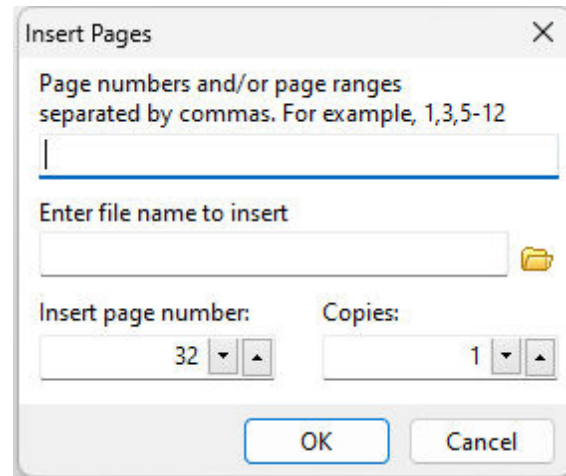 Insert Pages
Page numbers and/or page ranges
separated by commas. For example, 1,3,5-12
Enter file name to insert
Insert page number: Copies:
32 1
OK Cancel